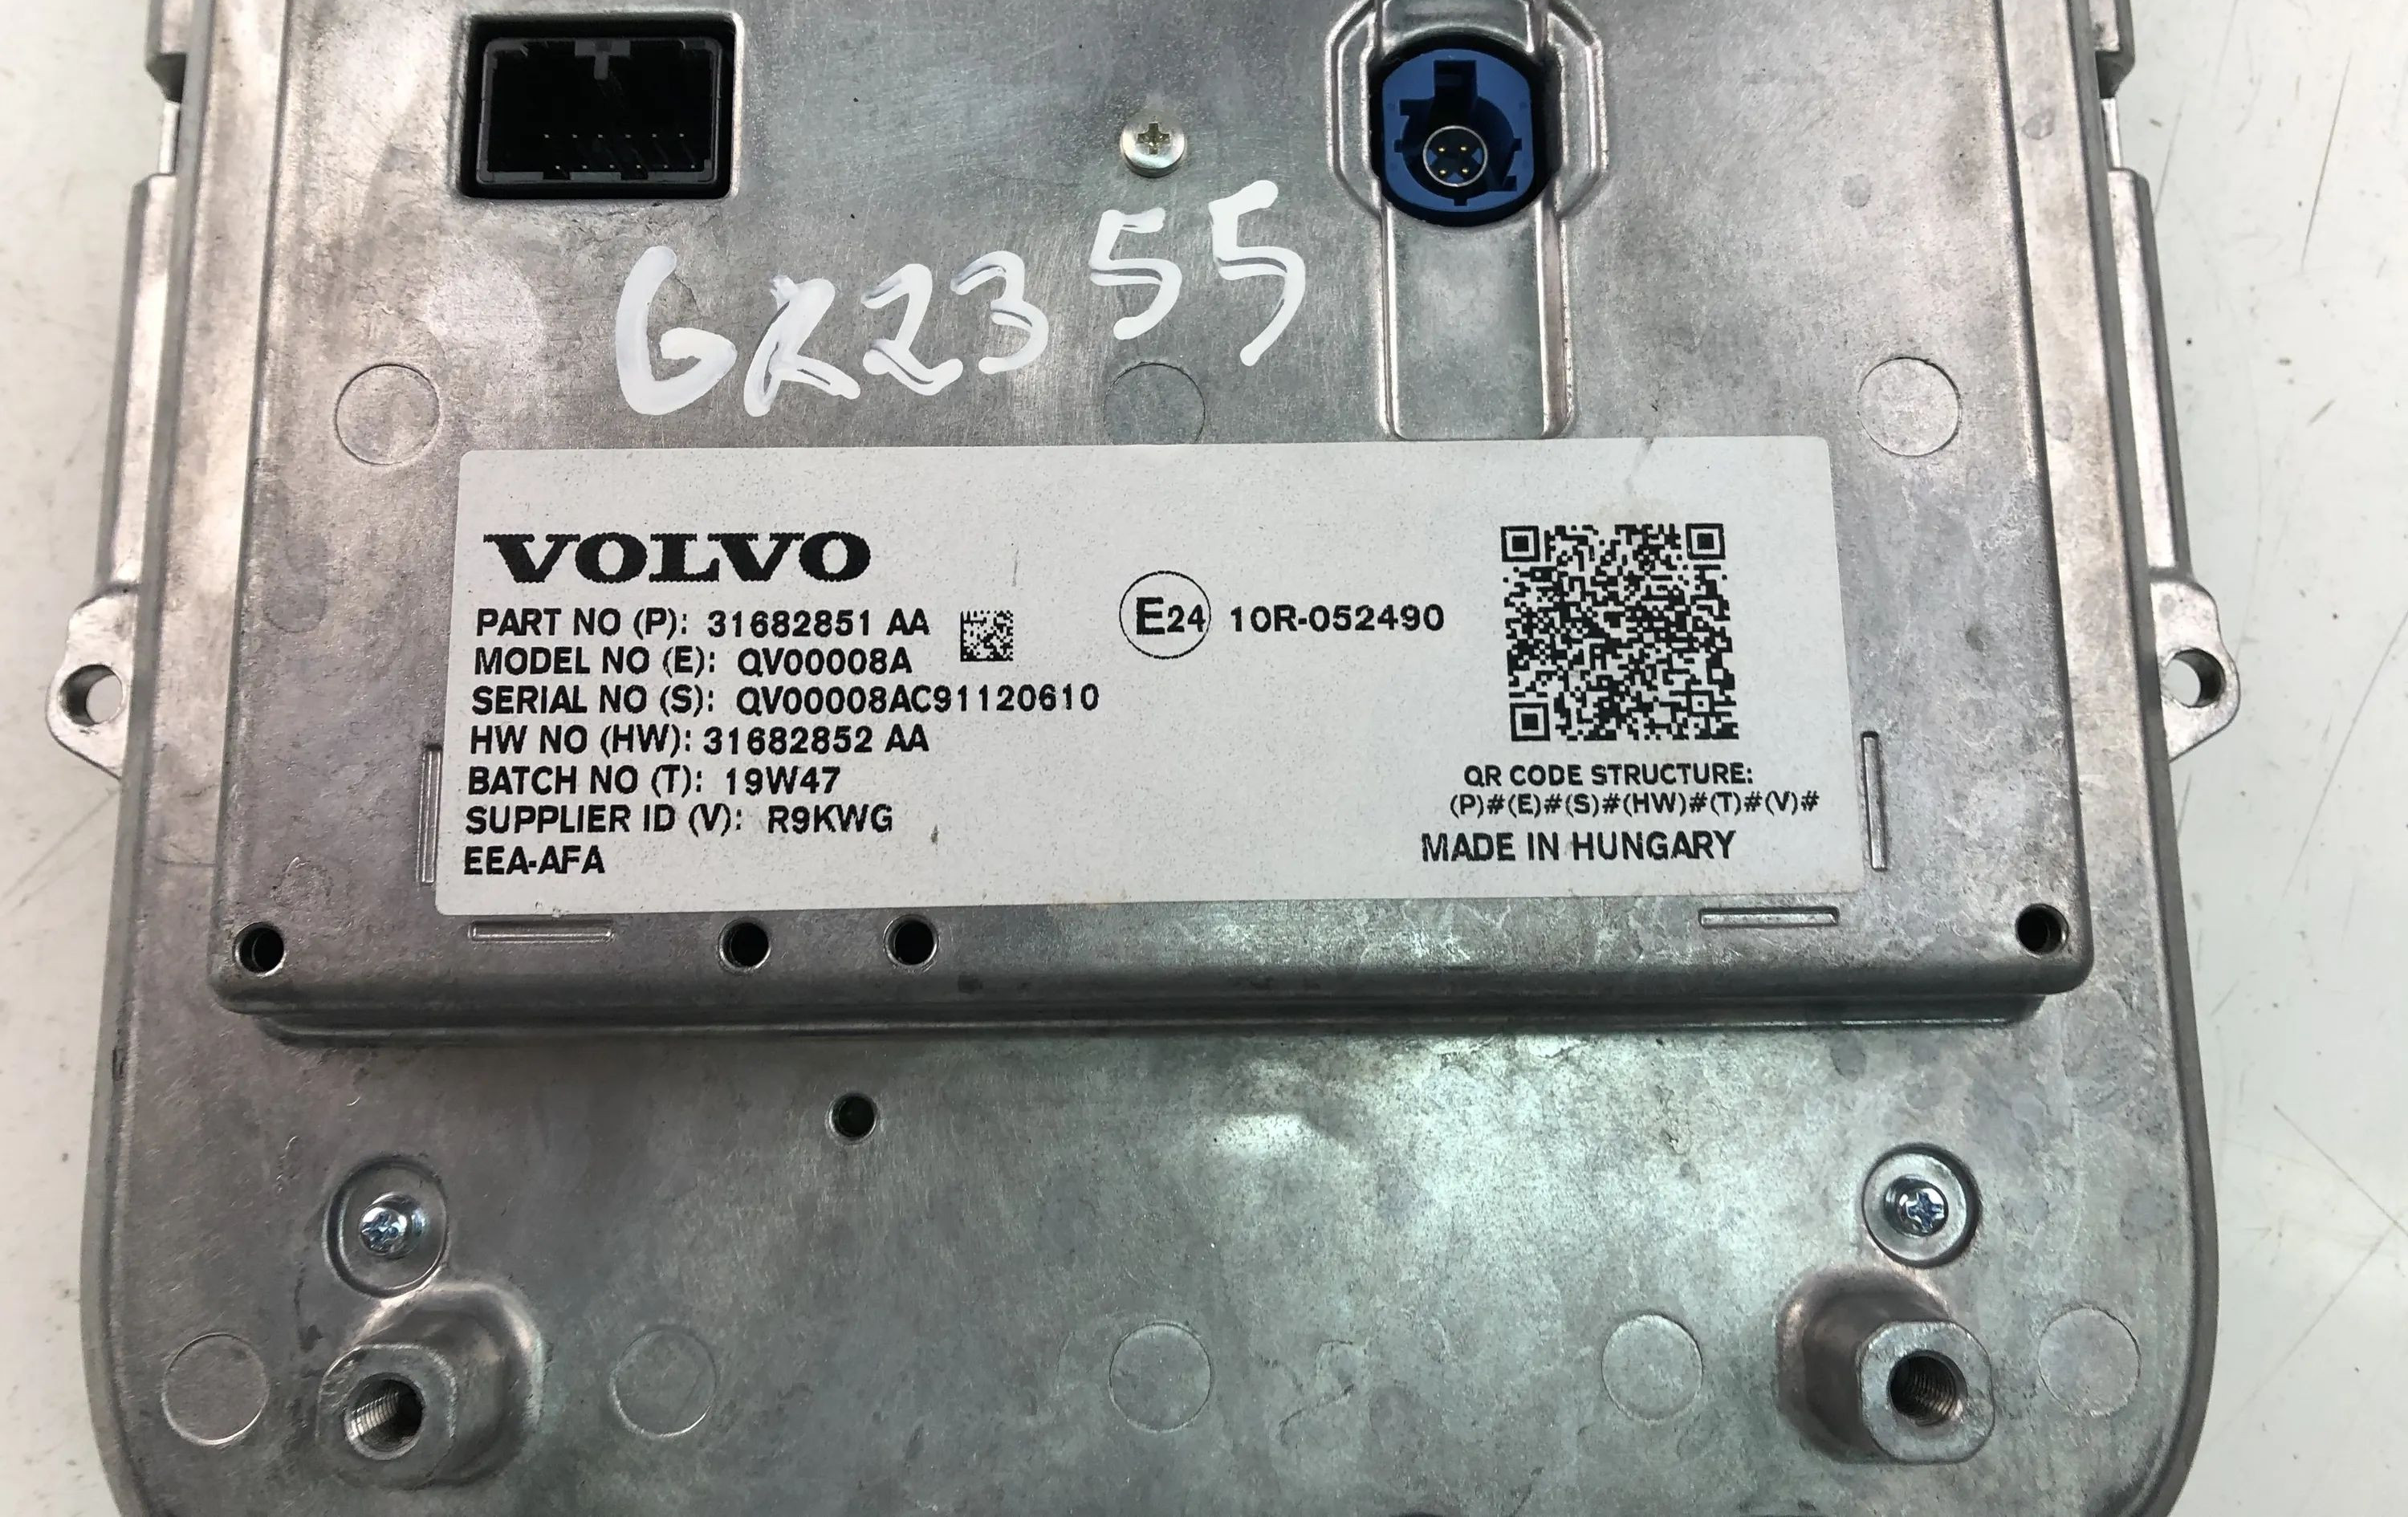 GR2355
VOLVO
PART NO (P): 31682851 AA
MODEL NO (E): QV00008A
SERIAL NO (S): QV00008AC91120610
HW NO (HW): 31682852 AA
BATCH NO (T): 19W47
SUPPLIER ID (V): R9KWG
EEA-AFA
E24 10R-052490
QR CODE STRUCTURE:
(P)#(E)#(S)#(HW)#(T)#(V)#
MADE IN HUNGARY